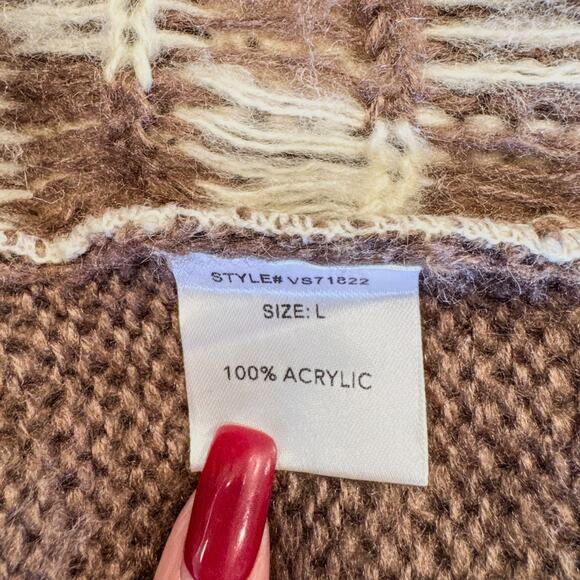 STYLE# VS71822
SIZE: L
100% ACRYLIC